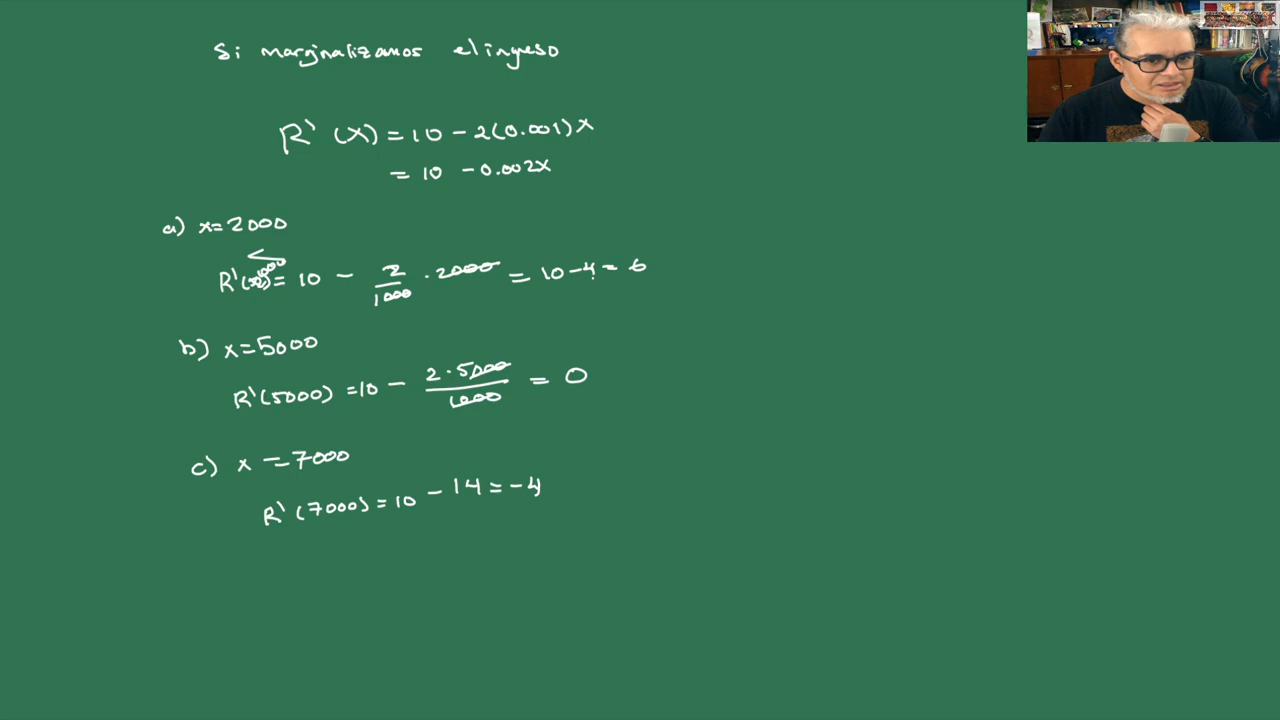 Si marginalizamos el ingreso
R'(x) = 10 - 2(0.001)x
= 10 - 0.002x
a) x=2000
= 10 - 2/1000 · 2000 = 10-4 = 6
b) x=5000
R'(5000) = 10 - 2·5000/1000 = 0
c) x = 7000
R'(7000) = 10 - 14 = -4